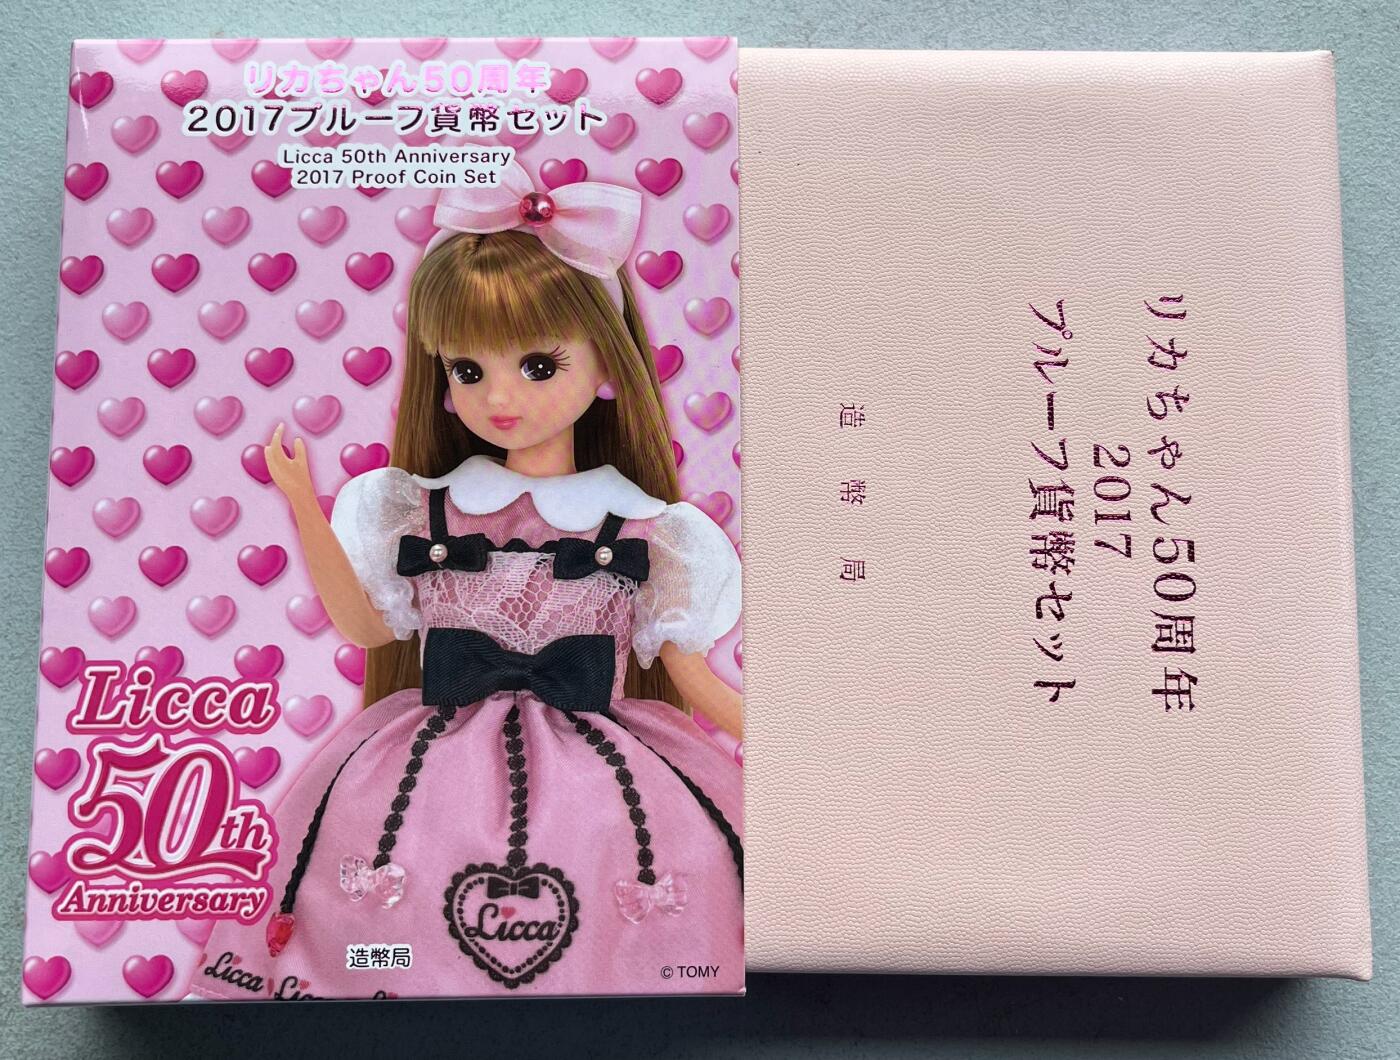 リカちゃん50周年
2017プルーフ貨幣セット
Licca 50th Anniversary
2017 Proof Coin Set
Licca
50th
Anniversary
Licca
Licca
造幣局
© TOMY
リカちゃん50周年
2017
プルーフ貨幣セット
造幣局